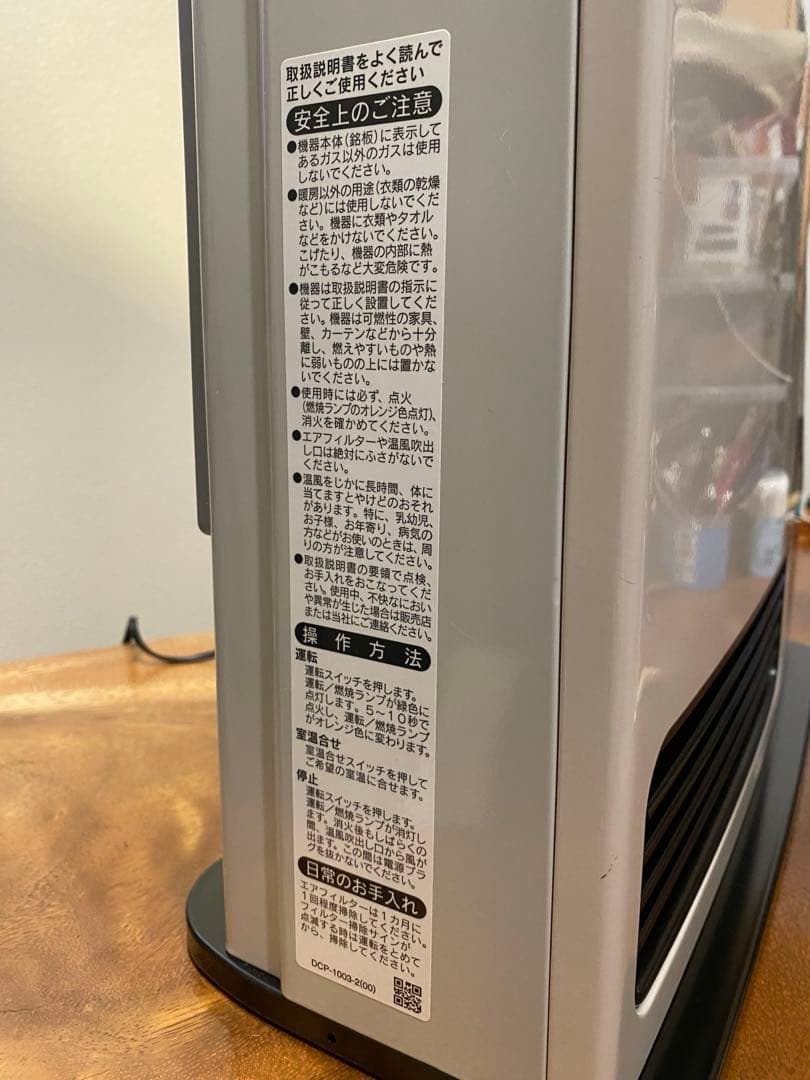 取扱説明書をよく読んで
正しくご使用ください
安全上のご注意
●機器本体(銘板)に表示して
あるガス以外のガスは使用
しないでください。
●暖房以外の用途(衣類の乾燥
など)には使用しないでくだ
さい。機器に衣類やタオル
などをかけないでください。
こげたり、機器の内部に熱
がこもるなど大変危険です。
●機器は取扱説明書の指示に
従って正しく設置してくだ
さい。機器は可燃性の家具、
壁、カーテンなどから十分
離し、燃えやすいものや熱
に弱いものの上には置かな
いでください。
●使用時には必ず、点火
(燃焼ランプのオレンジ色点灯)、
消火を確かめてください。
●エアフィルターや温風吹出
し口は絶対にふさがないで
ください。
●温風をじかに長時間、体に
当てますとやけどのおそれ
があります。特に、乳幼児、
お子様、お年寄り、病気の
方などがお使いのときは、周
りの方が注意してください。
●取扱説明書の要領で点検、
お手入れをおこなってくだ
さい。使用中、不快なにおい
や異常が生じた場合は販売店
または当社にご連絡ください。
操作方法
運転
運転スイッチを押します。
運転/燃焼ランプが緑色に
点灯します。5〜10秒で
点火し、運転/燃焼ランプ
がオレンジ色に変わります。
室温合せ
室温合せスイッチを押して
ご希望の室温に合せます。
停止
運転スイッチを押します。
運転/燃焼ランプが消灯し
ます。消火後もしばらくの
間、温風吹出し口から風が
出ます。この間は電源プラ
グを抜かないでください。
日常のお手入れ
エアフィルターは1カ月に
1回程度掃除してください。
フィルター掃除サインが
点滅する時は運転をとめて
から、掃除してください。
DCP-1003-2(00)